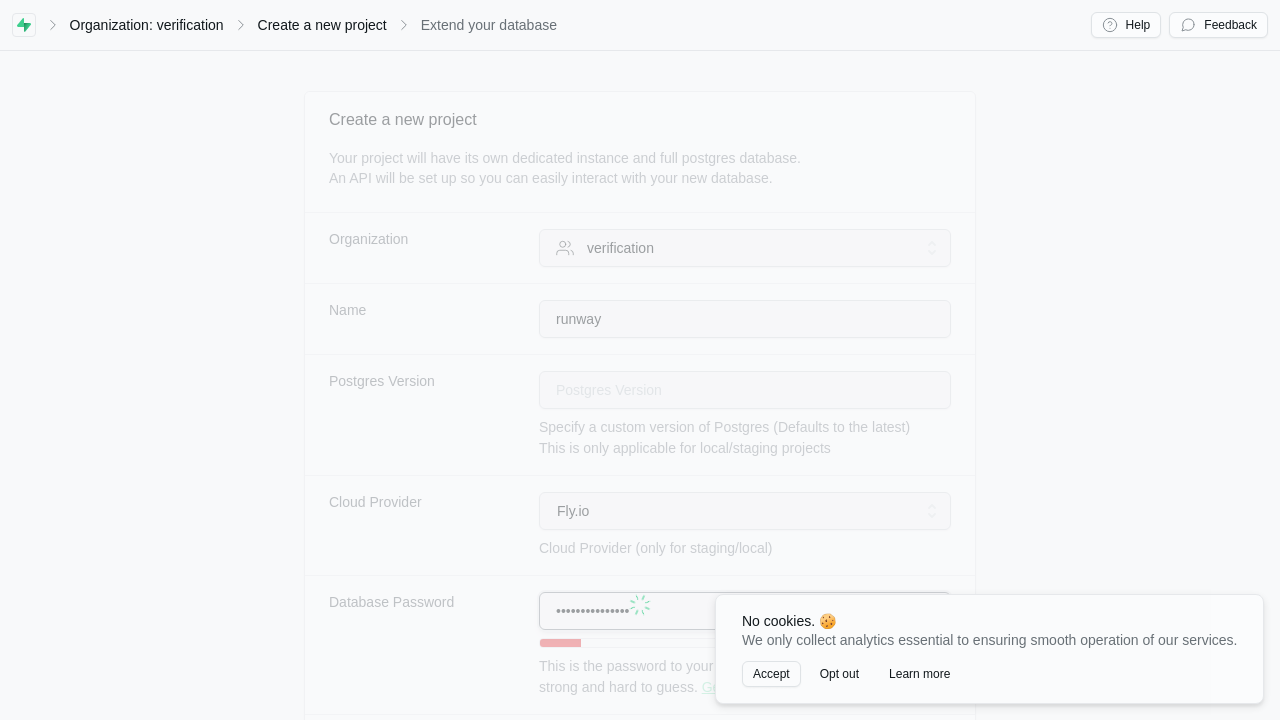 Organization: verification
Create a new project
Extend your database
Help
Feedback
Create a new project
Your project will have its own dedicated instance and full postgres database.
An API will be set up so you can easily interact with your new database.
Organization
verification
Name
runway
Postgres Version
Postgres Version
Specify a custom version of Postgres (Defaults to the latest)
This is only applicable for local/staging projects
Cloud Provider
Fly.io
Cloud Provider (only for staging/local)
Database Password
•••••••••••••••
This is the password to your
strong and hard to guess.
No cookies. 🍪
We only collect analytics essential to ensuring smooth operation of our services.
Accept
Opt out
Learn more